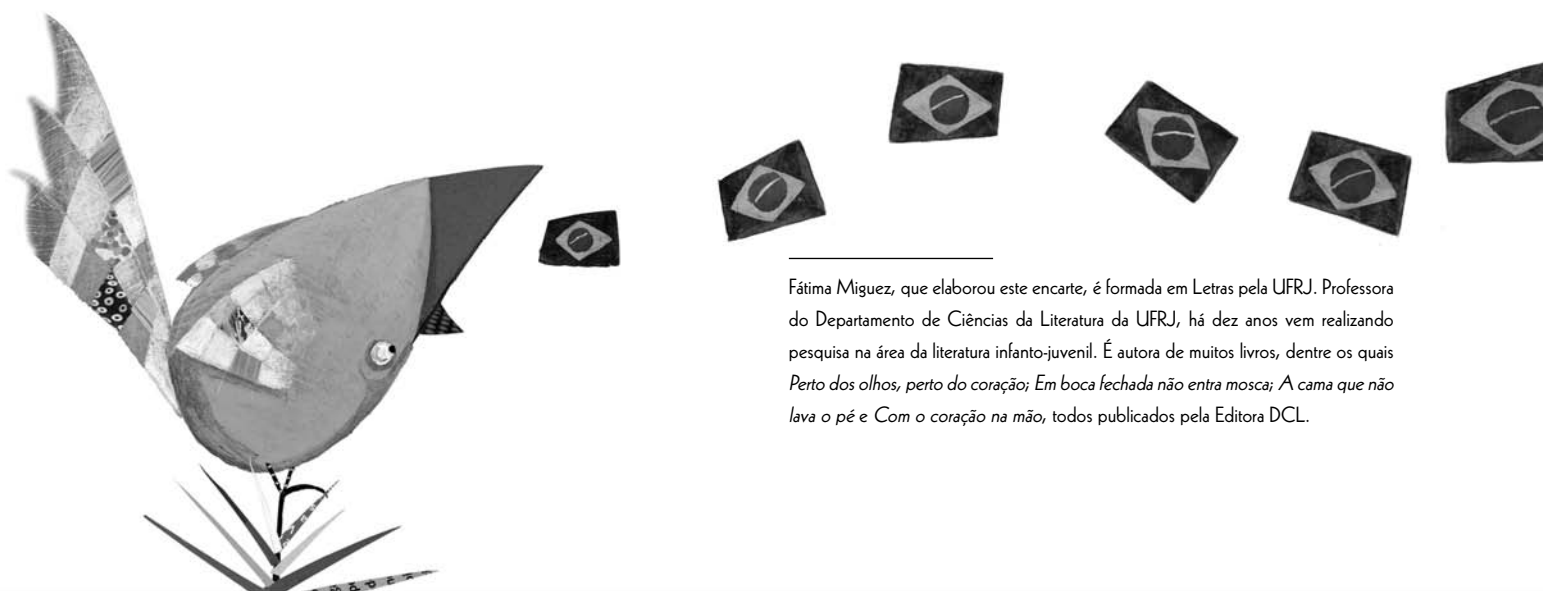 Fátima Miguez, que elaborou este encarte, é formada em Letras pela UFRJ. Professora
do Departamento de Ciências da Literatura da UFRJ, há dez anos vem realizando
pesquisa na área da literatura infanto-juvenil. É autora de muitos livros, dentre os quais
Perto dos olhos, perto do coração; Em boca fechada não entra mosca; A cama que não
lava o pé e Com o coração na mão, todos publicados pela Editora DCL.